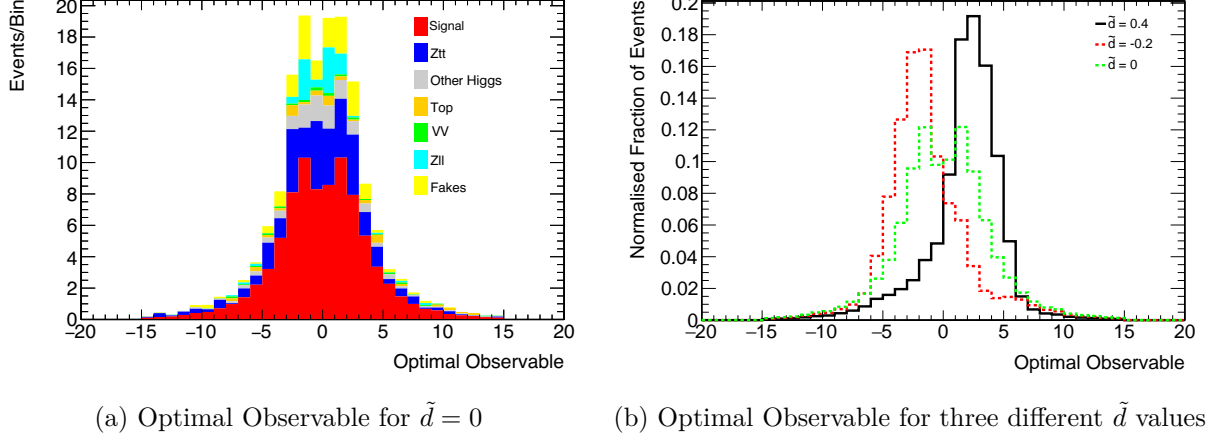 Events/Bin
20
18
16
14
12
10
8
6
4
2
0
−20 −15 −10 −5 0 5 10 15 20
Optimal Observable
Signal
Ztt
Other Higgs
Top
VV
Zll
Fakes
(a) Optimal Observable for d̃ = 0
Normalised Fraction of Events
0.2
0.18
0.16
0.14
0.12
0.1
0.08
0.06
0.04
0.02
0
−20 −15 −10 −5 0 5 10 15 20
Optimal Observable
d̃ = 0.4
d̃ = -0.2
d̃ = 0
(b) Optimal Observable for three different d̃ values